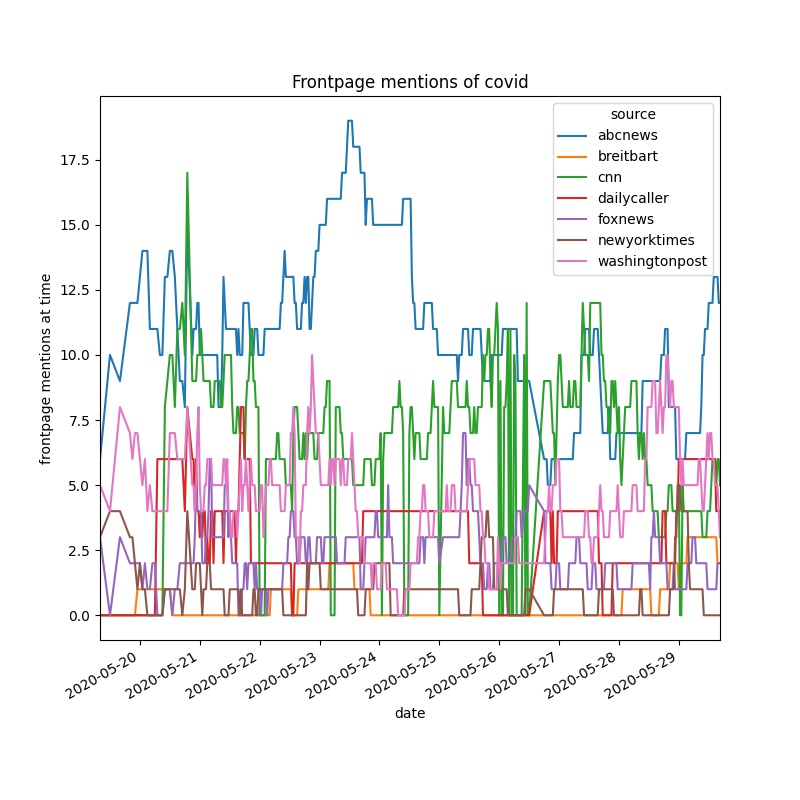 Frontpage mentions of covid
source
abcnews
breitbart
cnn
dailycaller
foxnews
newyorktimes
washingtonpost
frontpage mentions at time
17.5
15.0
12.5
10.0
7.5
5.0
2.5
0.0
2020-05-20
2020-05-21
2020-05-22
2020-05-23
2020-05-24
2020-05-25
2020-05-26
2020-05-27
2020-05-28
2020-05-29
date